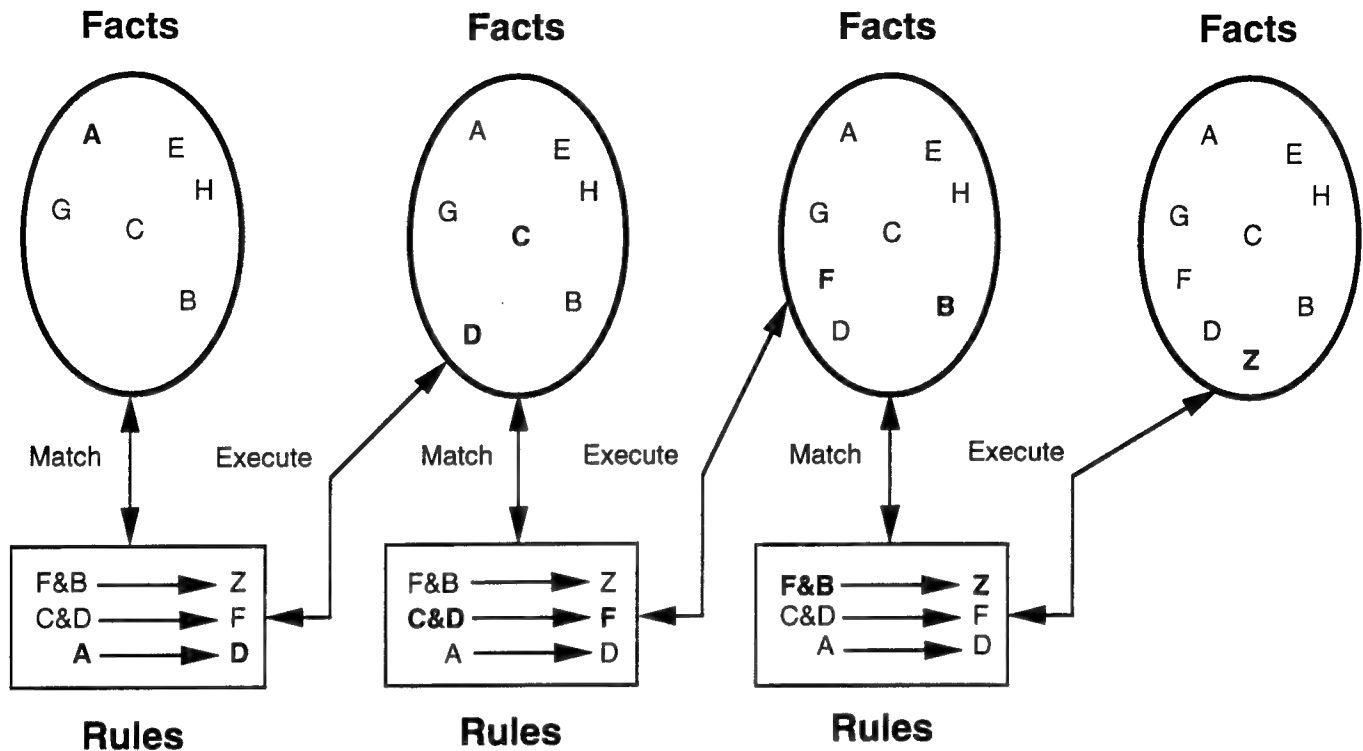 Facts Facts Facts Facts
A E H G C B
A E H G C B D
A E H G C F B D
A E H G C F B D Z
Match Execute Match Execute Match Execute
F&B Z
C&D F
A D
F&B Z
C&D F
A D
F&B Z
C&D F
A D
Rules Rules Rules